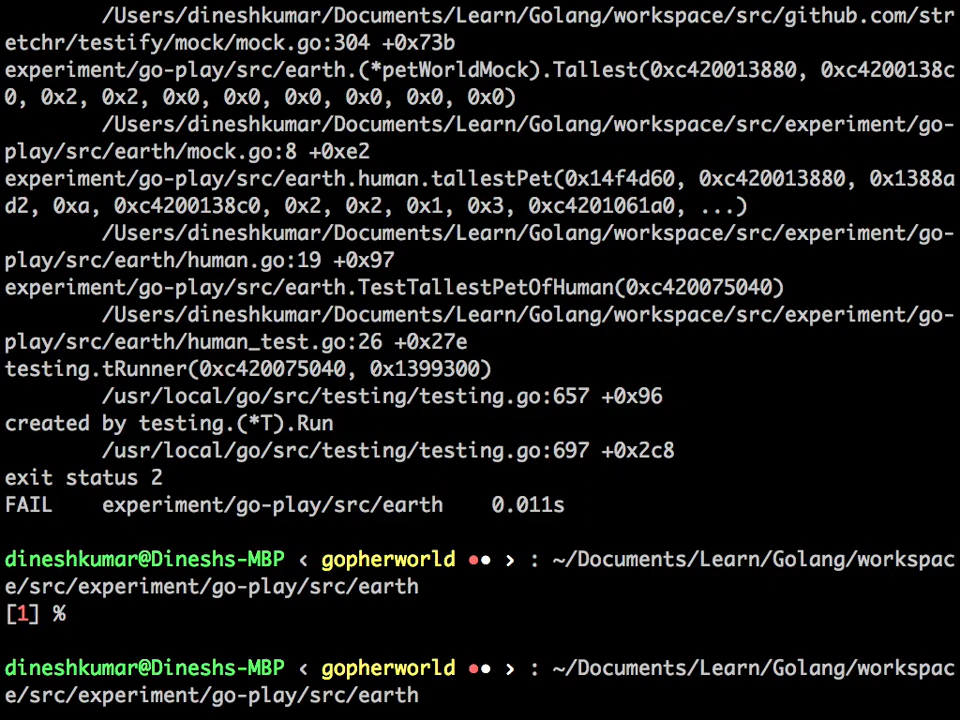 /Users/dineshkumar/Documents/Learn/Golang/workspace/src/github.com/str
etchr/testify/mock/mock.go:304 +0x73b
experiment/go-play/src/earth.(*petWorldMock).Tallest(0xc420013880, 0xc4200138c
0, 0x2, 0x2, 0x0, 0x0, 0x0, 0x0, 0x0, 0x0)
/Users/dineshkumar/Documents/Learn/Golang/workspace/src/experiment/go-
play/src/earth/mock.go:8 +0xe2
experiment/go-play/src/earth.human.tallestPet(0x14f4d60, 0xc420013880, 0x1388a
d2, 0xa, 0xc4200138c0, 0x2, 0x2, 0x1, 0x3, 0xc4201061a0, ...)
/Users/dineshkumar/Documents/Learn/Golang/workspace/src/experiment/go-
play/src/earth/human.go:19 +0x97
experiment/go-play/src/earth.TestTallestPetOfHuman(0xc420075040)
/Users/dineshkumar/Documents/Learn/Golang/workspace/src/experiment/go-
play/src/earth/human_test.go:26 +0x27e
testing.tRunner(0xc420075040, 0x1399300)
/usr/local/go/src/testing/testing.go:657 +0x96
created by testing.(*T).Run
/usr/local/go/src/testing/testing.go:697 +0x2c8
exit status 2
FAIL experiment/go-play/src/earth 0.011s
dineshkumar@Dineshs-MBP ‹ gopherworld ●● › : ~/Documents/Learn/Golang/workspac
e/src/experiment/go-play/src/earth
[1] %
dineshkumar@Dineshs-MBP ‹ gopherworld ●● › : ~/Documents/Learn/Golang/workspac
e/src/experiment/go-play/src/earth